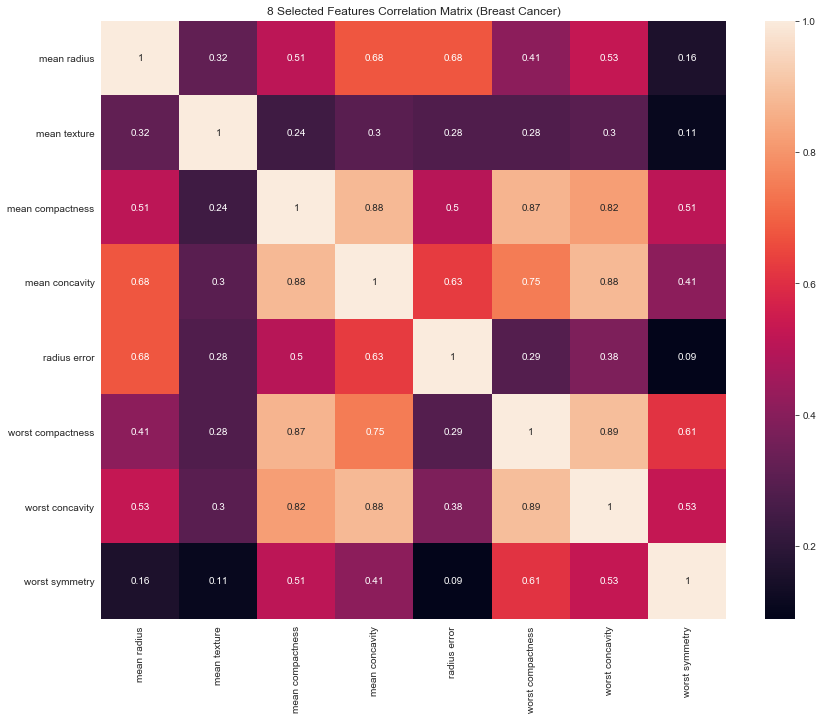 8 Selected Features Correlation Matrix (Breast Cancer)
mean radius 1 0.32 0.51 0.68 0.68 0.41 0.53 0.16
mean texture 0.32 1 0.24 0.3 0.28 0.28 0.3 0.11
mean compactness 0.51 0.24 1 0.88 0.5 0.87 0.82 0.51
mean concavity 0.68 0.3 0.88 1 0.63 0.75 0.88 0.41
radius error 0.68 0.28 0.5 0.63 1 0.29 0.38 0.09
worst compactness 0.41 0.28 0.87 0.75 0.29 1 0.89 0.61
worst concavity 0.53 0.3 0.82 0.88 0.38 0.89 1 0.53
worst symmetry 0.16 0.11 0.51 0.41 0.09 0.61 0.53 1
mean radius
mean texture
mean compactness
mean concavity
radius error
worst compactness
worst concavity
worst symmetry
1.0
0.8
0.6
0.4
0.2